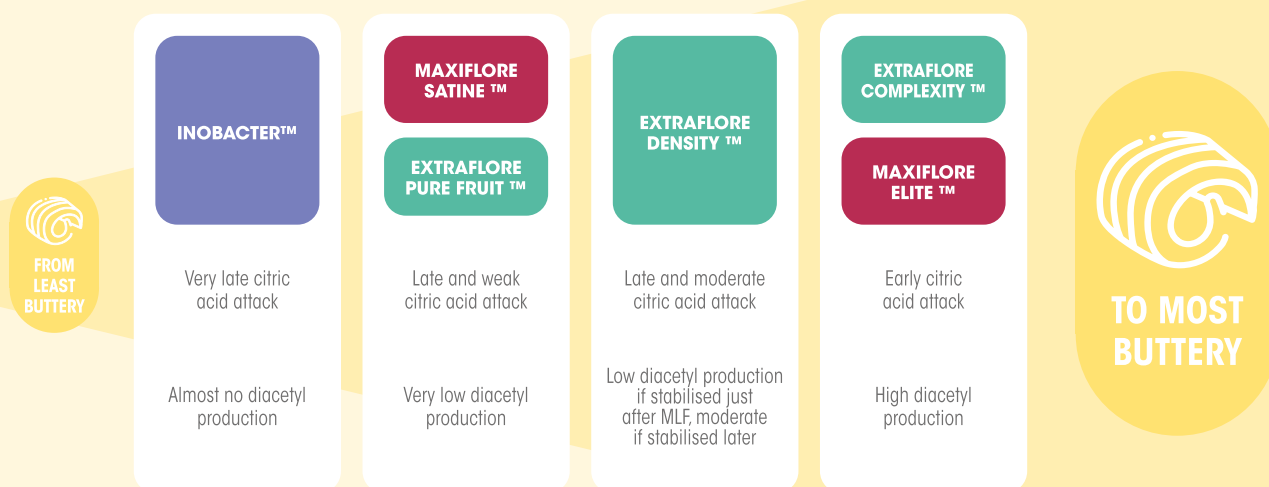 FROM
LEAST
BUTTERY
INOBACTER™
Very late citric
acid attack
Almost no diacetyl
production
MAXIFLORE
SATINE ™
EXTRAFLORE
PURE FRUIT ™
Late and weak
citric acid attack
Very low diacetyl
production
EXTRAFLORE
DENSITY ™
Late and moderate
citric acid attack
Low diacetyl production
if stabilised just
after MLF, moderate
if stabilised later
EXTRAFLORE
COMPLEXITY ™
MAXIFLORE
ELITE ™
Early citric
acid attack
High diacetyl
production
TO MOST
BUTTERY